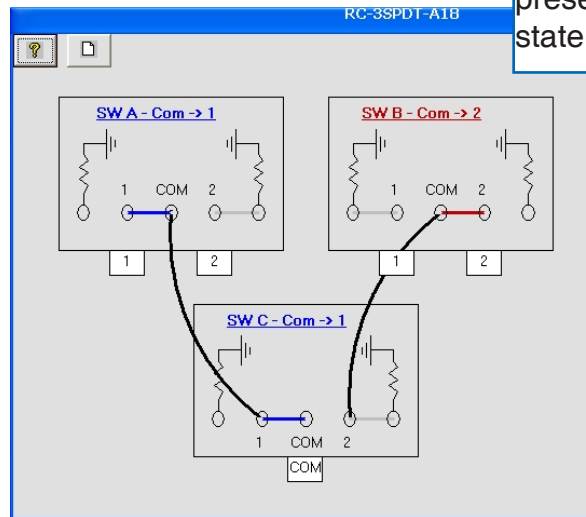 prese
state
RC-3SPDT-A18
SW A - Com -> 1
1 COM 2
1 2
SW B - Com -> 2
1 COM 2
1 2
SW C - Com -> 1
1 COM 2
COM
?